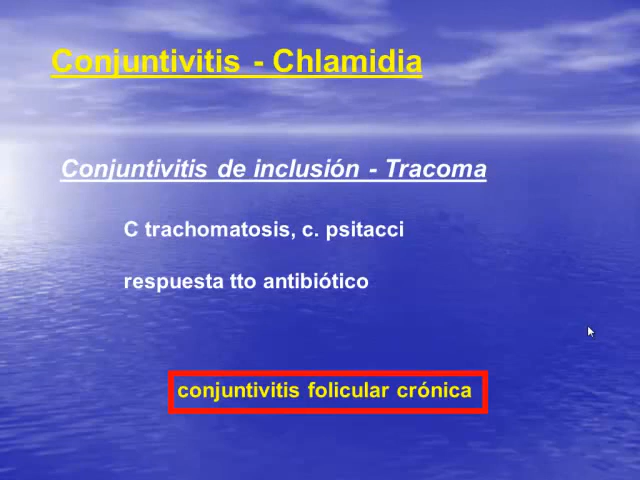 Conjuntivitis - Chlamidia
Conjuntivitis de inclusión - Tracoma
C trachomatosis, c. psitacci
respuesta tto antibiótico
conjuntivitis folicular crónica